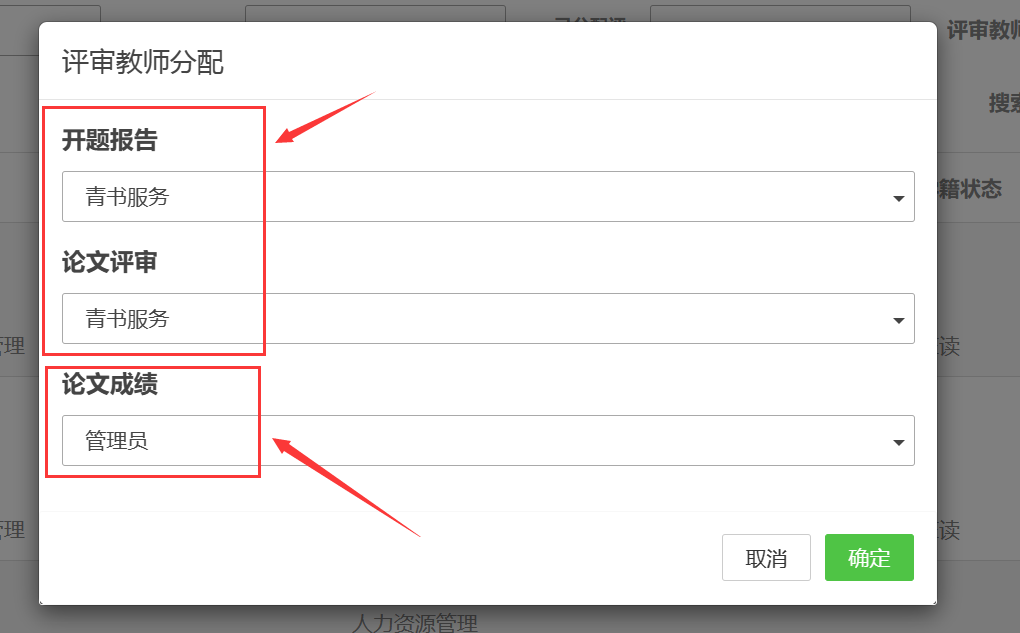 评审教师
评审教师分配
搜索
开题报告
青书服务
籍状态
论文评审
青书服务
管理
读
论文成绩
管理员
管理
读
取消
确定
人力资源管理